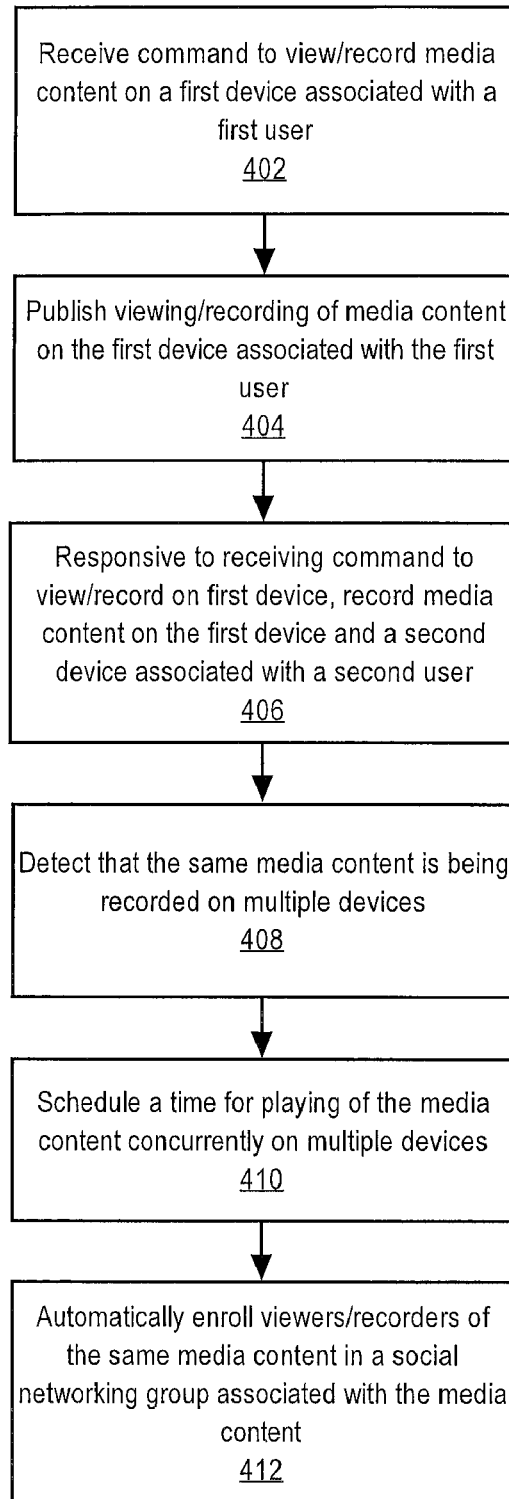 Receive command to view/record media
content on a first device associated with a
first user
402
Publish viewing/recording of media content
on the first device associated with the first
user
404
Responsive to receiving command to
view/record on first device, record media
content on the first device and a second
device associated with a second user
406
Detect that the same media content is being
recorded on multiple devices
408
Schedule a time for playing of the media
content concurrently on multiple devices
410
Automatically enroll viewers/recorders of
the same media content in a social
networking group associated with the media
content
412